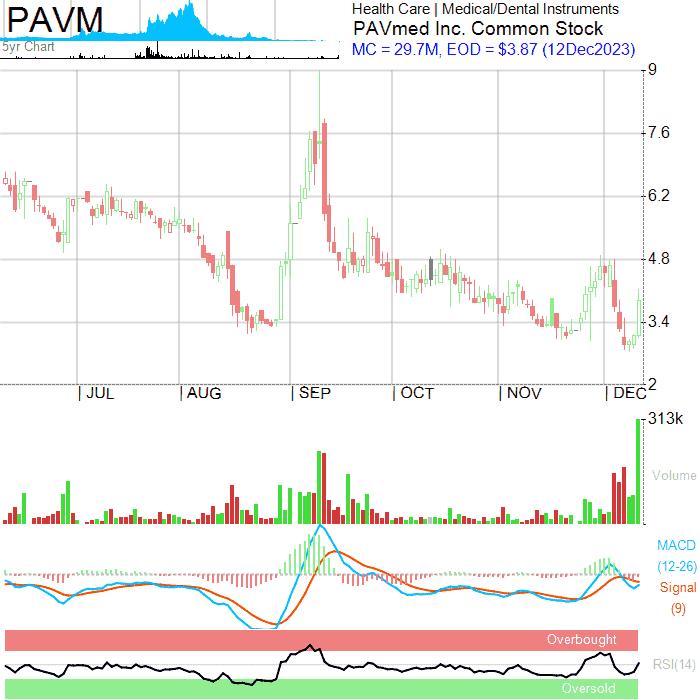 PAVM
5yr Chart
Health Care | Medical/Dental Instruments
PAVmed Inc. Common Stock
MC = 29.7M, EOD = $3.87 (12Dec2023)
9
7.6
6.2
4.8
3.4
2
|JUL |AUG |SEP |OCT |NOV |DEC
313k
Volume
MACD
(12-26)
Signal
(9)
Overbought
RSI(14)
Oversold